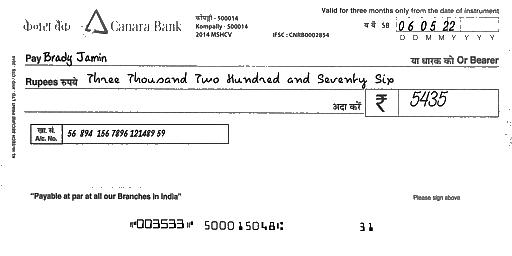 केनरा बैंक Canara Bank
कोमपल्ली - 500014
Kompally - 500014
2014 MSHCV
IFSC : CNRB0002854
Valid for three months only from the date of instrument
SB 06 05 22
D D M M Y Y Y Y
Pay Brady Jamin
या धारक को Or Bearer
Rupees रुपये Three Thousand Two Hundred and Seventy Six
अदा करें ₹ 5435
खा. सं. A/c. No. 56 894 156 7896 121489 59
"Payable at par at all our Branches in India"
Please sign above
⑈003533⑈ 500015048⑆ 31